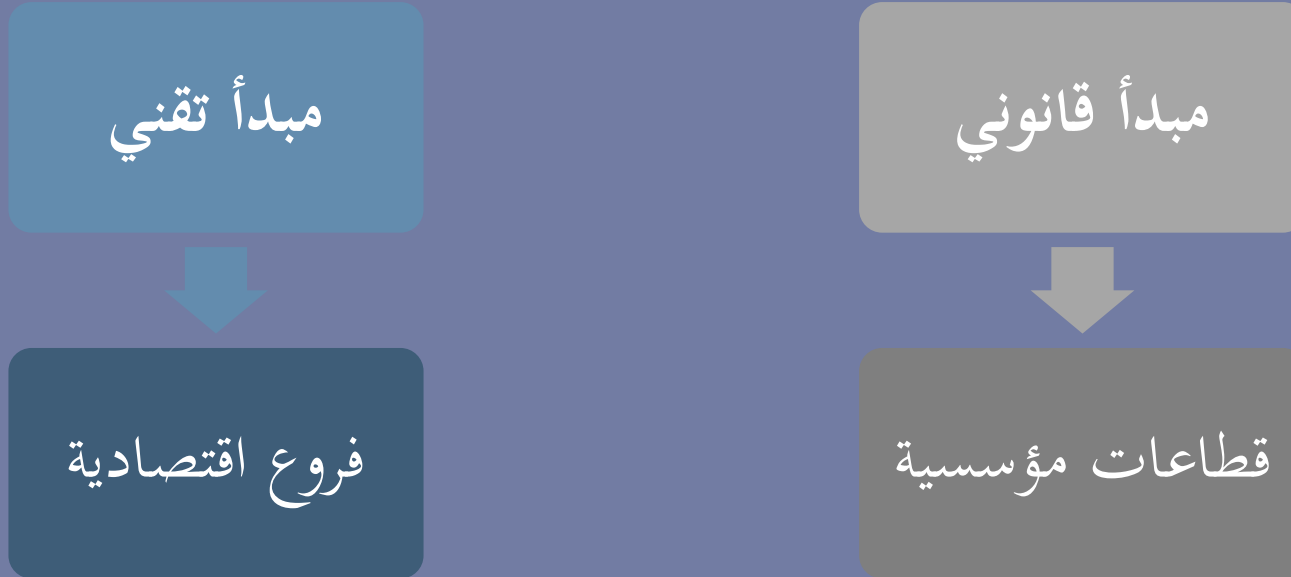 مبدأ قانوني
مبدأ تقني
قطاعات مؤسسية
فروع اقتصادية